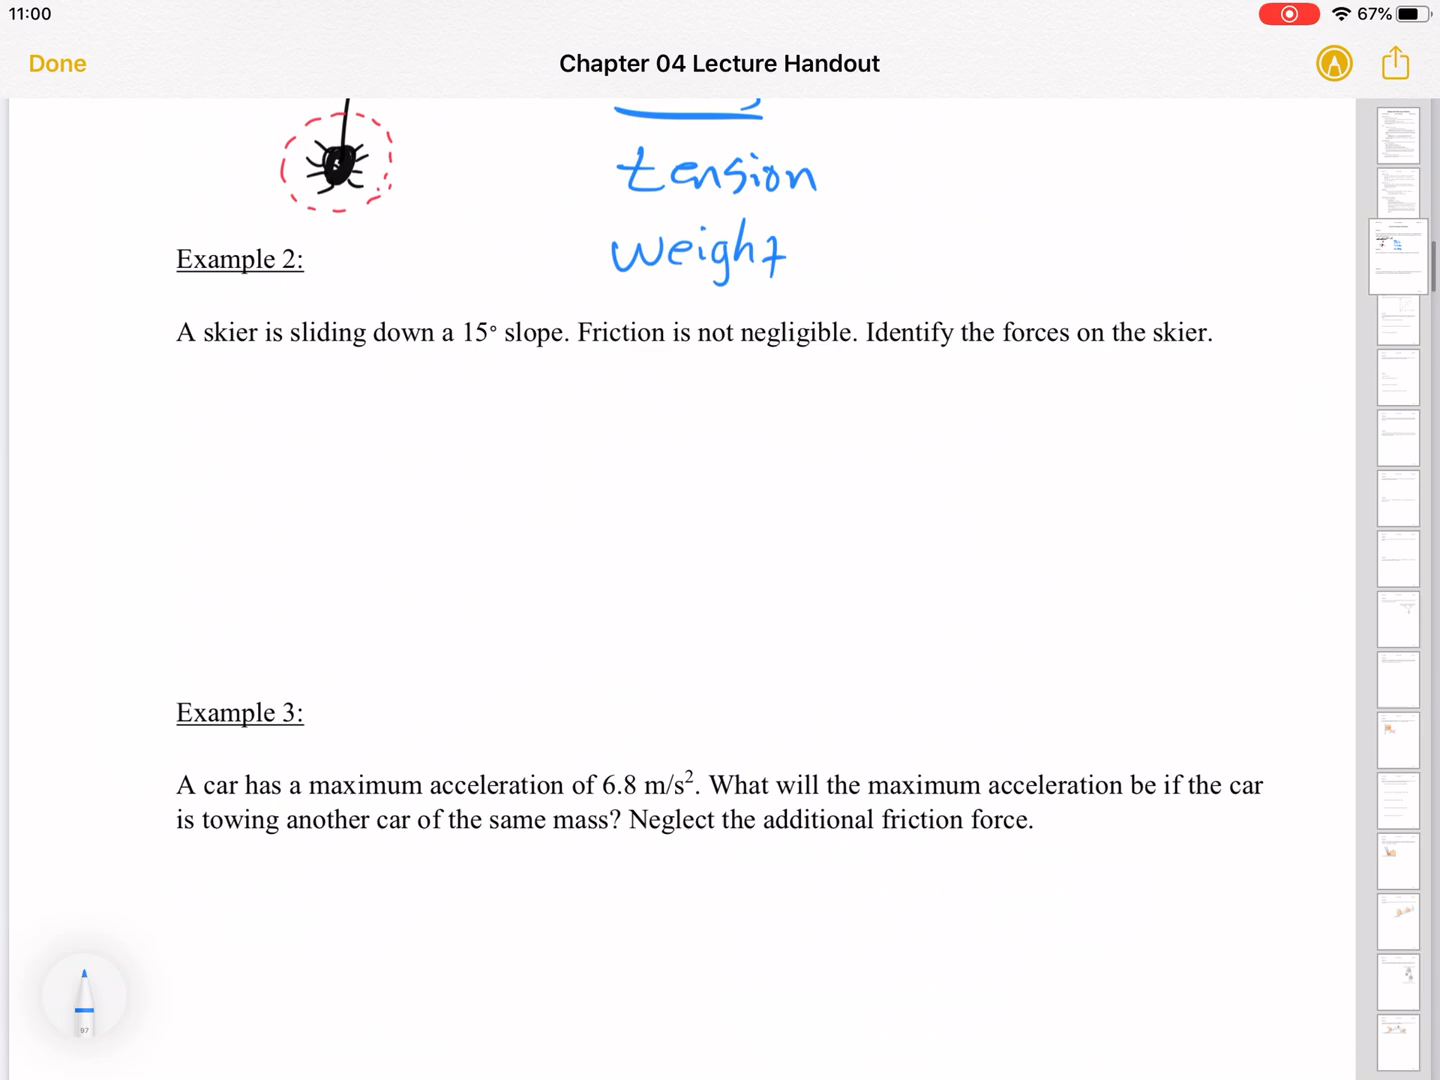 11:00
67%
Done
Chapter 04 Lecture Handout
tension
weight
Example 2:
A skier is sliding down a 15° slope. Friction is not negligible. Identify the forces on the skier.
Example 3:
A car has a maximum acceleration of 6.8 m/s². What will the maximum acceleration be if the car
is towing another car of the same mass? Neglect the additional friction force.
97